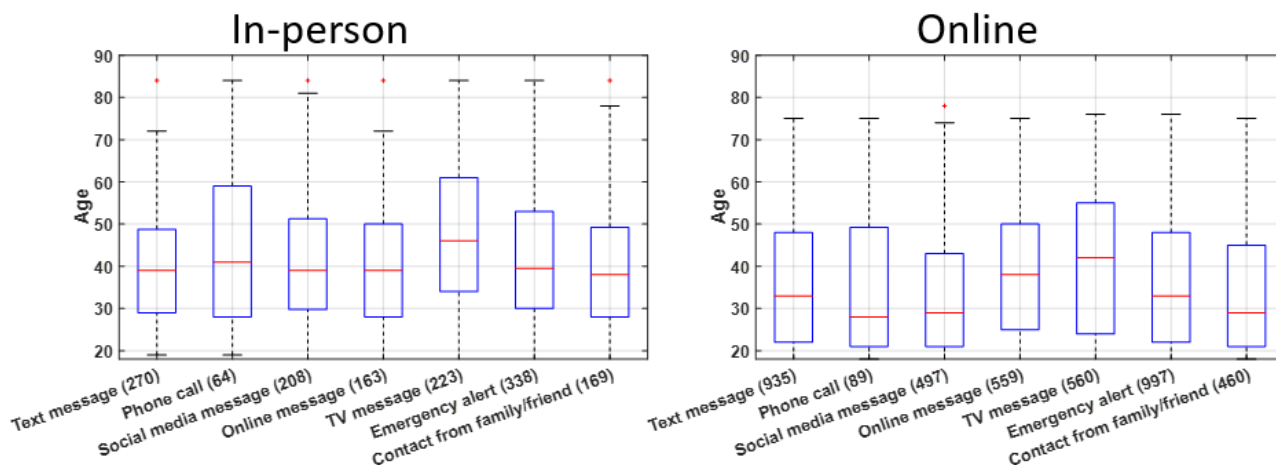 In-person
Age
90
80
70
60
50
40
30
20
Text message (270)
Phone call (64)
Social media message (208)
Online message (163)
TV message (223)
Emergency alert (338)
Contact from family/friend (169)
Online
Age
90
80
70
60
50
40
30
20
Text message (935)
Phone call (89)
Social media message (497)
Online message (559)
TV message (560)
Emergency alert (997)
Contact from family/friend (460)